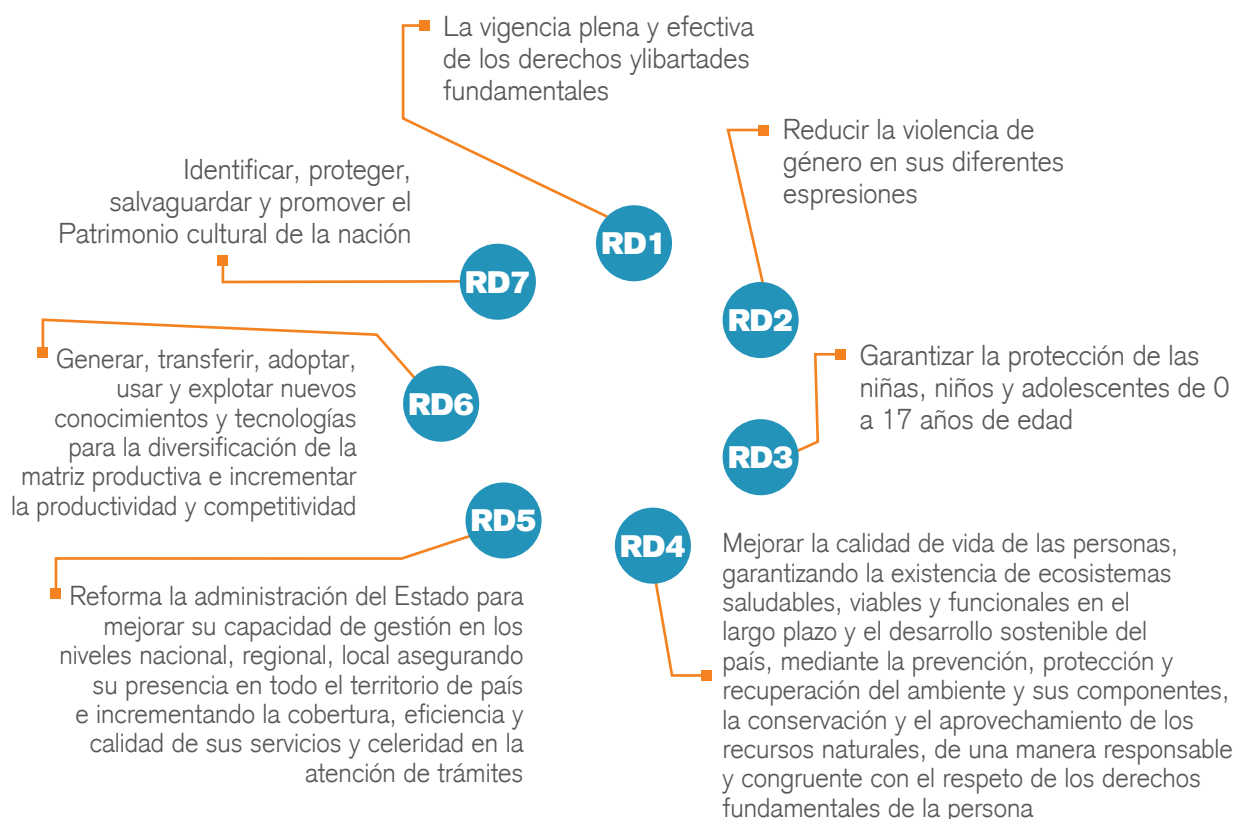 La vigencia plena y efectiva
de los derechos ylibartades
fundamentales
RD1
Reducir la violencia de
género en sus diferentes
espresiones
RD2
Garantizar la protección de las
niñas, niños y adolescentes de 0
a 17 años de edad
RD3
RD4
Mejorar la calidad de vida de las personas,
garantizando la existencia de ecosistemas
saludables, viables y funcionales en el
largo plazo y el desarrollo sostenible del
país, mediante la prevención, protección y
recuperación del ambiente y sus componentes,
la conservación y el aprovechamiento de los
recursos naturales, de una manera responsable
y congruente con el respeto de los derechos
fundamentales de la persona
RD5
Reforma la administración del Estado para
mejorar su capacidad de gestión en los
niveles nacional, regional, local asegurando
su presencia en todo el territorio de país
e incrementando la cobertura, eficiencia y
calidad de sus servicios y celeridad en la
atención de trámites
RD6
Generar, transferir, adoptar,
usar y explotar nuevos
conocimientos y tecnologías
para la diversificación de la
matriz productiva e incrementar
la productividad y competitividad
RD7
Identificar, proteger,
salvaguardar y promover el
Patrimonio cultural de la nación